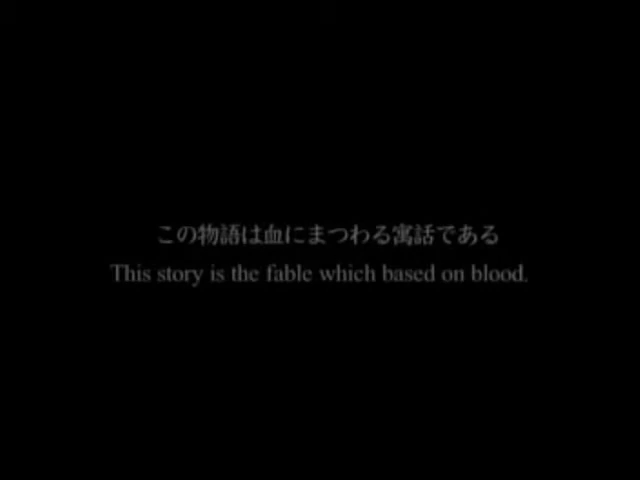 この物語は血にまつわる寓話である
This story is the fable which based on blood.